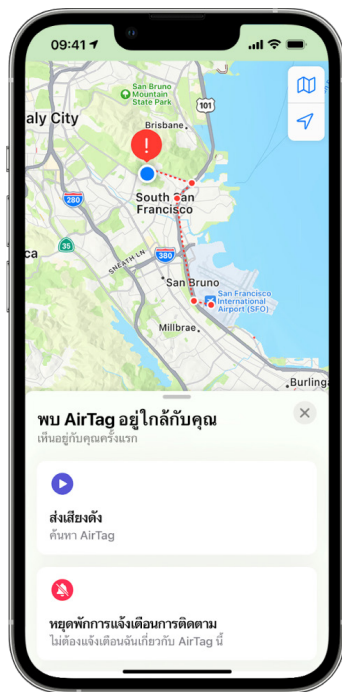 09:41
San Bruno
Mountain
State Park
101
aly City
Brisbane
South San
Francisco
280
35
ca
SNEATH LN
380
San Bruno
San Francisco
International
Airport (SFO)
Millbrae
Burling
พบ AirTag อยู่ใกล้กับคุณ
เห็นอยู่กับคุณครั้งแรก
ส่งเสียงดัง
ค้นหา AirTag
หยุดพักการแจ้งเตือนการติดตาม
ไม่ต้องแจ้งเตือนฉันเกี่ยวกับ AirTag นี้